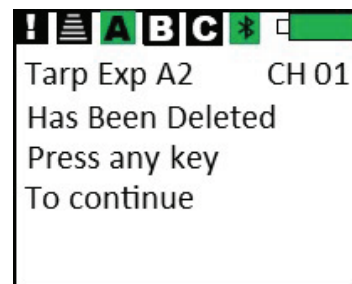 ! A B C
Tarp Exp A2 CH 01
Has Been Deleted
Press any key
To continue